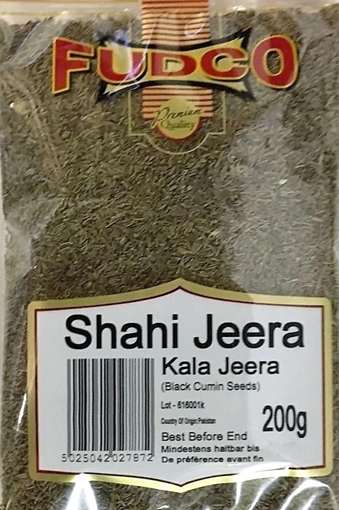 FUDCO
Premium
Quality
Shahi Jeera
Kala Jeera
(Black Cumin Seeds)
Lot - 616001k
Country Of Origin:Pakistan
200g
Best Before End
Mindestens haltbar bis
De préférence avant fin
5025042027872